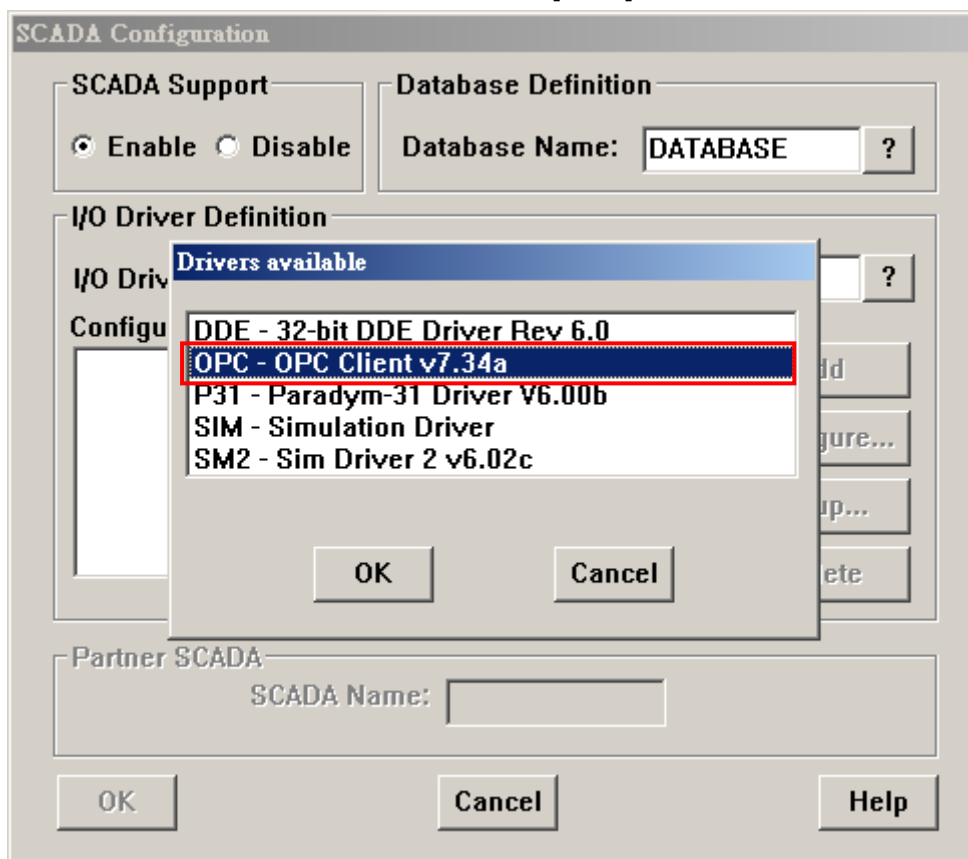 SCADA Configuration
SCADA Support
Database Definition
Enable Disable
Database Name: DATABASE ?
I/O Driver Definition
I/O Driv ?
Drivers available
Configu
DDE - 32-bit DDE Driver Rev 6.0
OPC - OPC Client v7.34a
P31 - Paradym-31 Driver V6.00b
SIM - Simulation Driver
SM2 - Sim Driver 2 v6.02c
dd
gure...
up...
ete
OK Cancel
Partner SCADA
SCADA Name:
OK Cancel Help